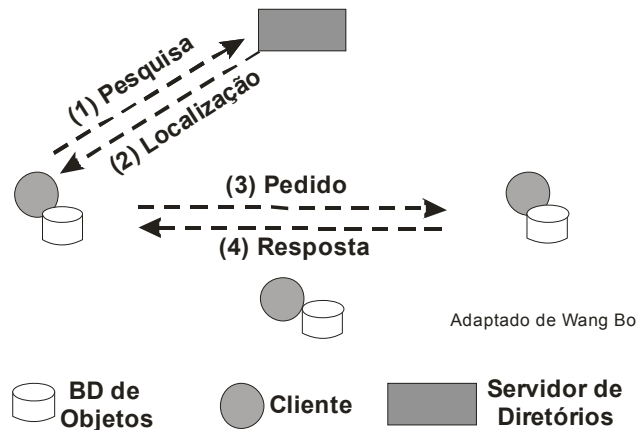 (1) Pesquisa
(2) Localização
(3) Pedido
(4) Resposta
Adaptado de Wang Bo
BD de
Objetos
Cliente
Servidor de
Diretórios